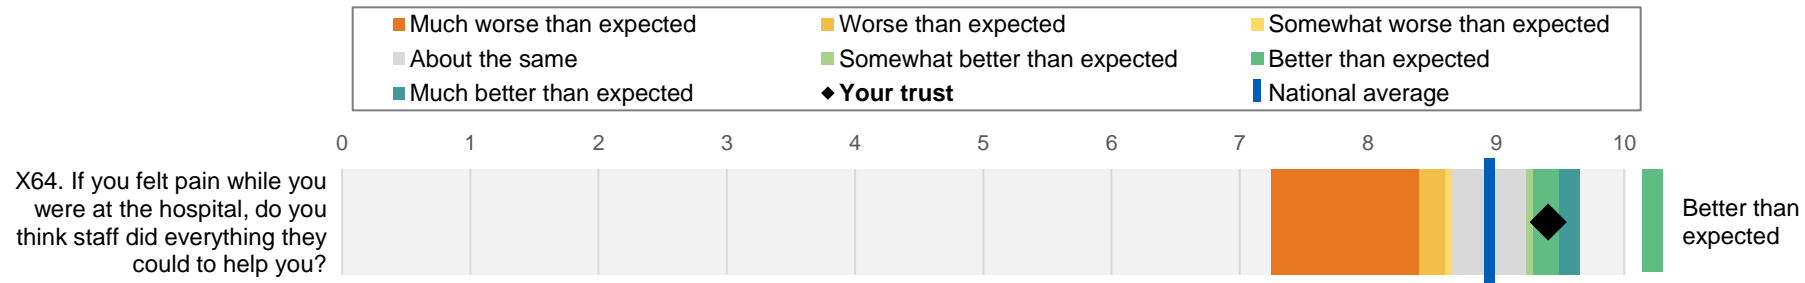 Much worse than expected
Worse than expected
Somewhat worse than expected
About the same
Somewhat better than expected
Better than expected
Much better than expected
Your trust
National average
0 1 2 3 4 5 6 7 8 9 10
X64. If you felt pain while you
were at the hospital, do you
think staff did everything they
could to help you?
Better than
expected